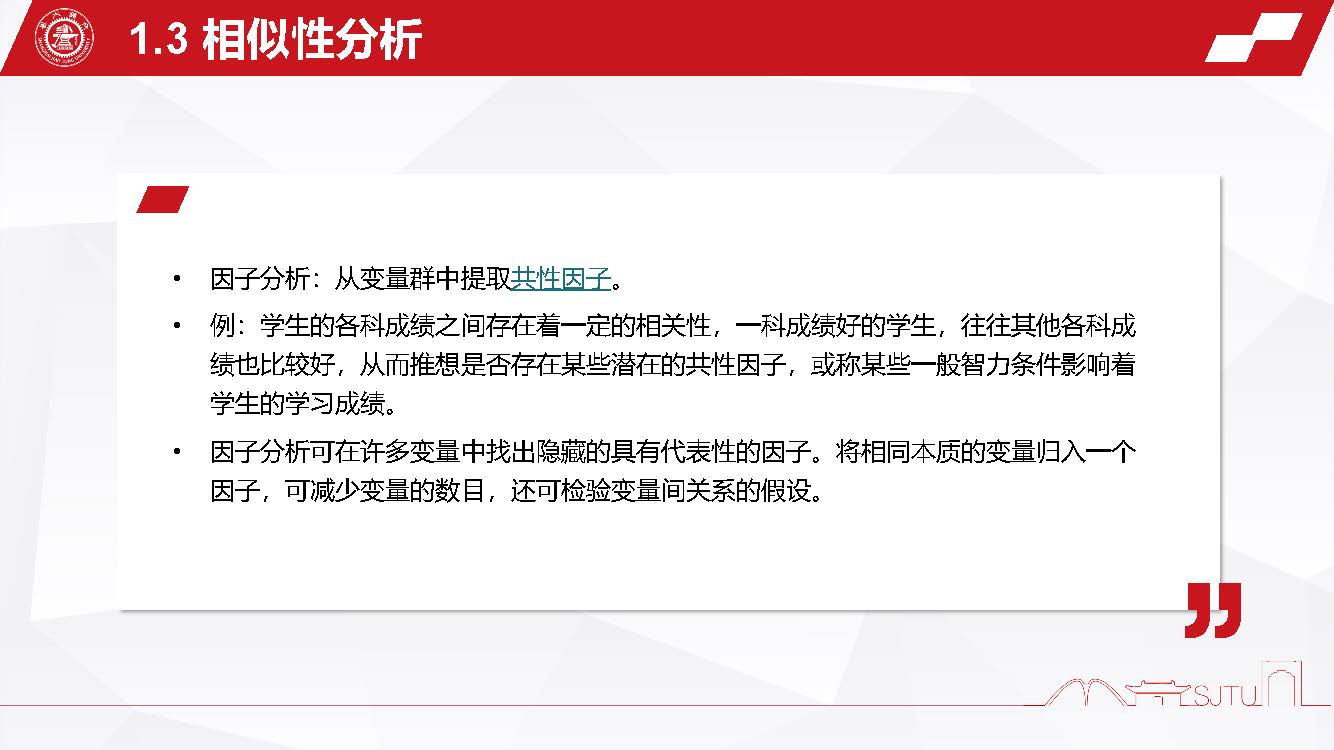 1.3 相似性分析
• 因子分析：从变量群中提取共性因子。
• 例：学生的各科成绩之间存在着一定的相关性，一科成绩好的学生，往往其他各科成
绩也比较好，从而推想是否存在某些潜在的共性因子，或称某些一般智力条件影响着
学生的学习成绩。
• 因子分析可在许多变量中找出隐藏的具有代表性的因子。将相同本质的变量归入一个
因子，可减少变量的数目，还可检验变量间关系的假设。
SJTU